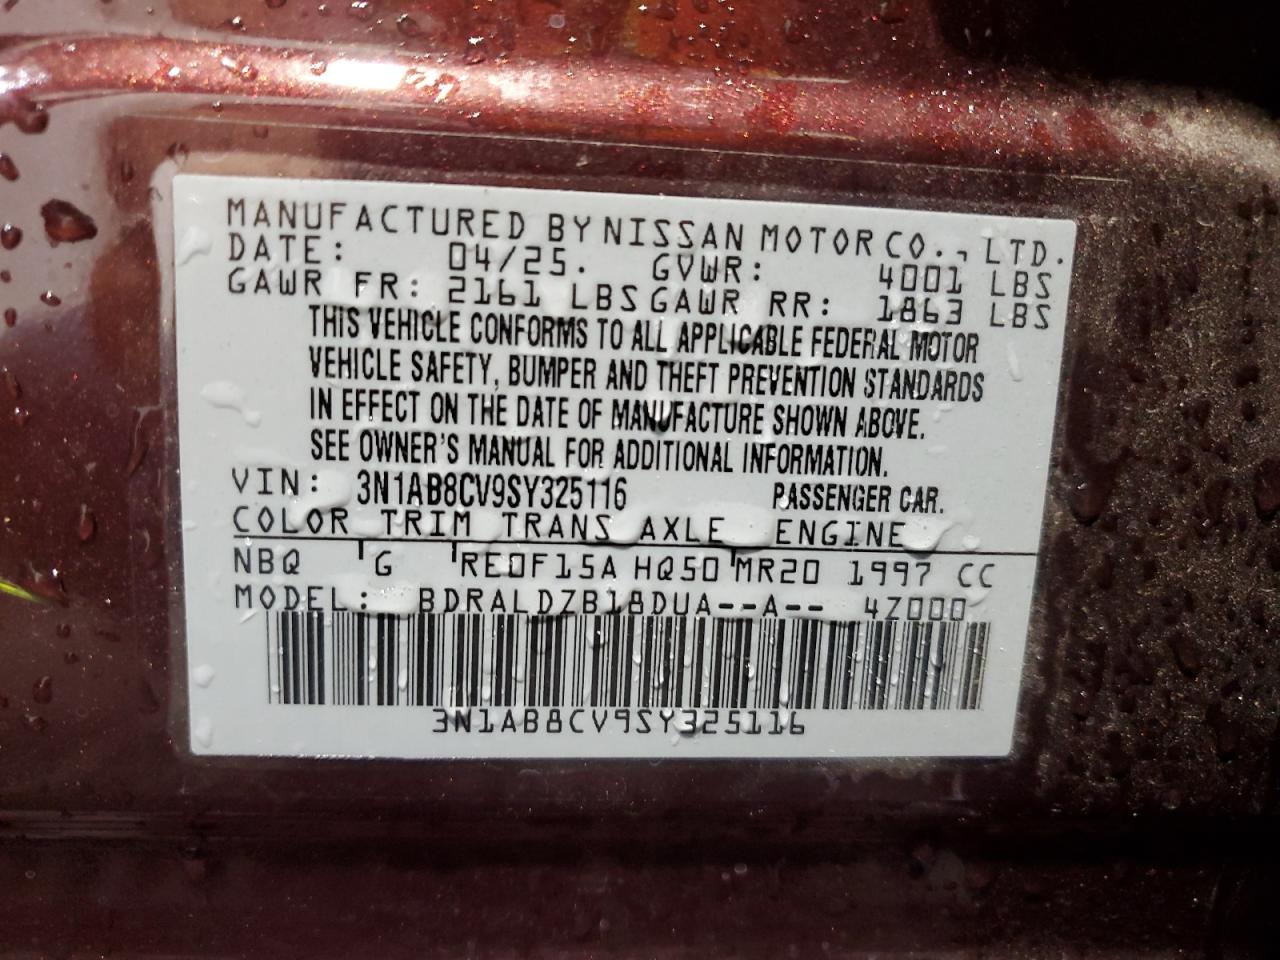 MANUFACTURED BY NISSAN MOTOR CO., LTD.
DATE: 04/25. GVWR: 4001 LBS
GAWR FR: 2161 LBS GAWR RR: 1863 LBS
THIS VEHICLE CONFORMS TO ALL APPLICABLE FEDERAL MOTOR
VEHICLE SAFETY, BUMPER AND THEFT PREVENTION STANDARDS
IN EFFECT ON THE DATE OF MANUFACTURE SHOWN ABOVE.
SEE OWNER'S MANUAL FOR ADDITIONAL INFORMATION.
VIN: 3N1AB8CV9SY325116 PASSENGER CAR.
COLOR TRIM TRANS AXLE ENGINE
NBQ G RE0F15A HQ50 MR20 1997 CC
MODEL: BDRALDZB18DUA--A-- 4Z000
3N1AB8CV9SY325116